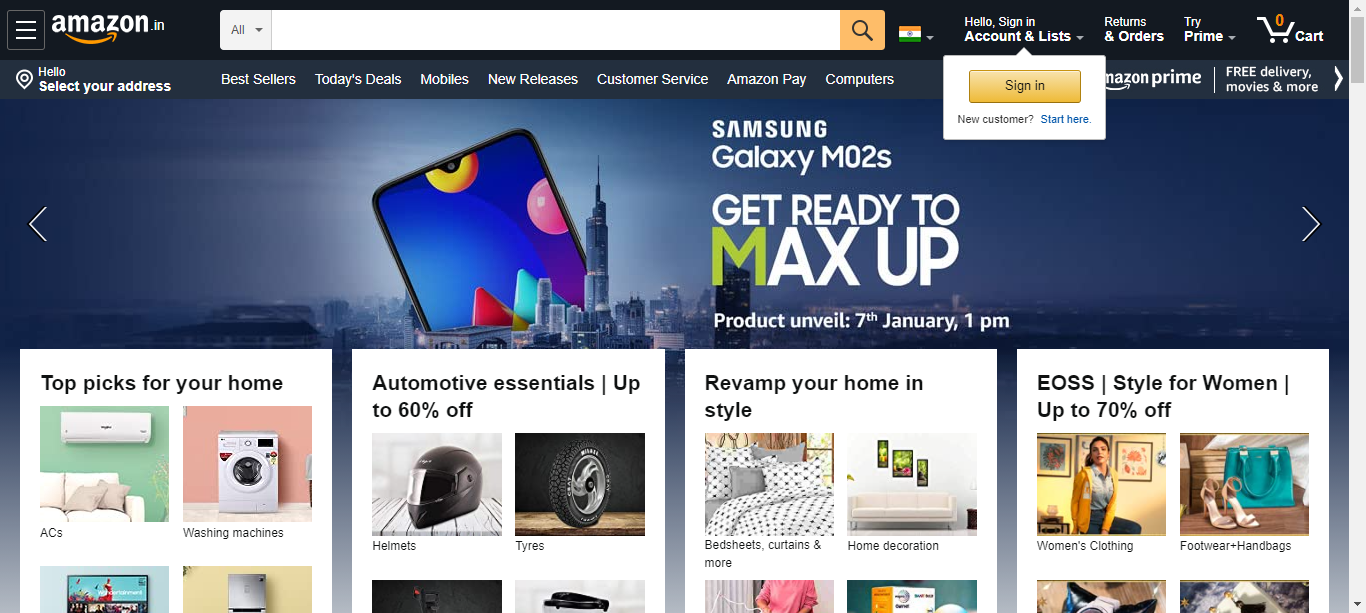 amazon.in
All
Hello, Sign in
Account & Lists
Returns
& Orders
Try
Prime
0
Cart
Hello
Select your address
Best Sellers
Today's Deals
Mobiles
New Releases
Customer Service
Amazon Pay
Computers
Sign in
New customer? Start here.
mazon prime
FREE delivery,
movies & more
SAMSUNG
Galaxy M02s
GET READY TO
MAX UP
Product unveil: 7th January, 1 pm
Top picks for your home
ACs
Washing machines
Automotive essentials | Up
to 60% off
Helmets
Tyres
Revamp your home in
style
Bedsheets, curtains &
more
Home decoration
EOSS | Style for Women |
Up to 70% off
Women's Clothing
Footwear+Handbags